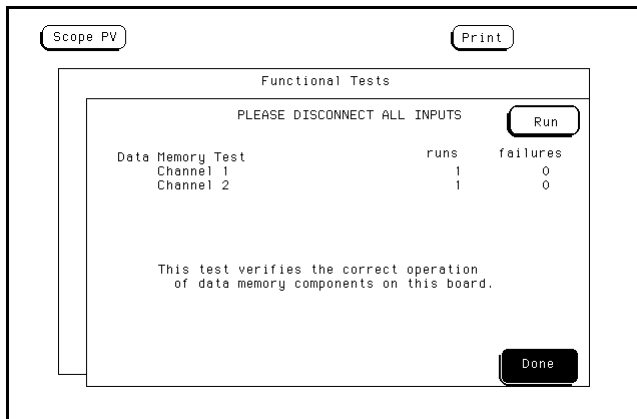 Scope PV Print
Functional Tests
PLEASE DISCONNECT ALL INPUTS
Run
Data Memory Test runs failures
Channel 1 1 0
Channel 2 1 0
This test verifies the correct operation
of data memory components on this board.
Done